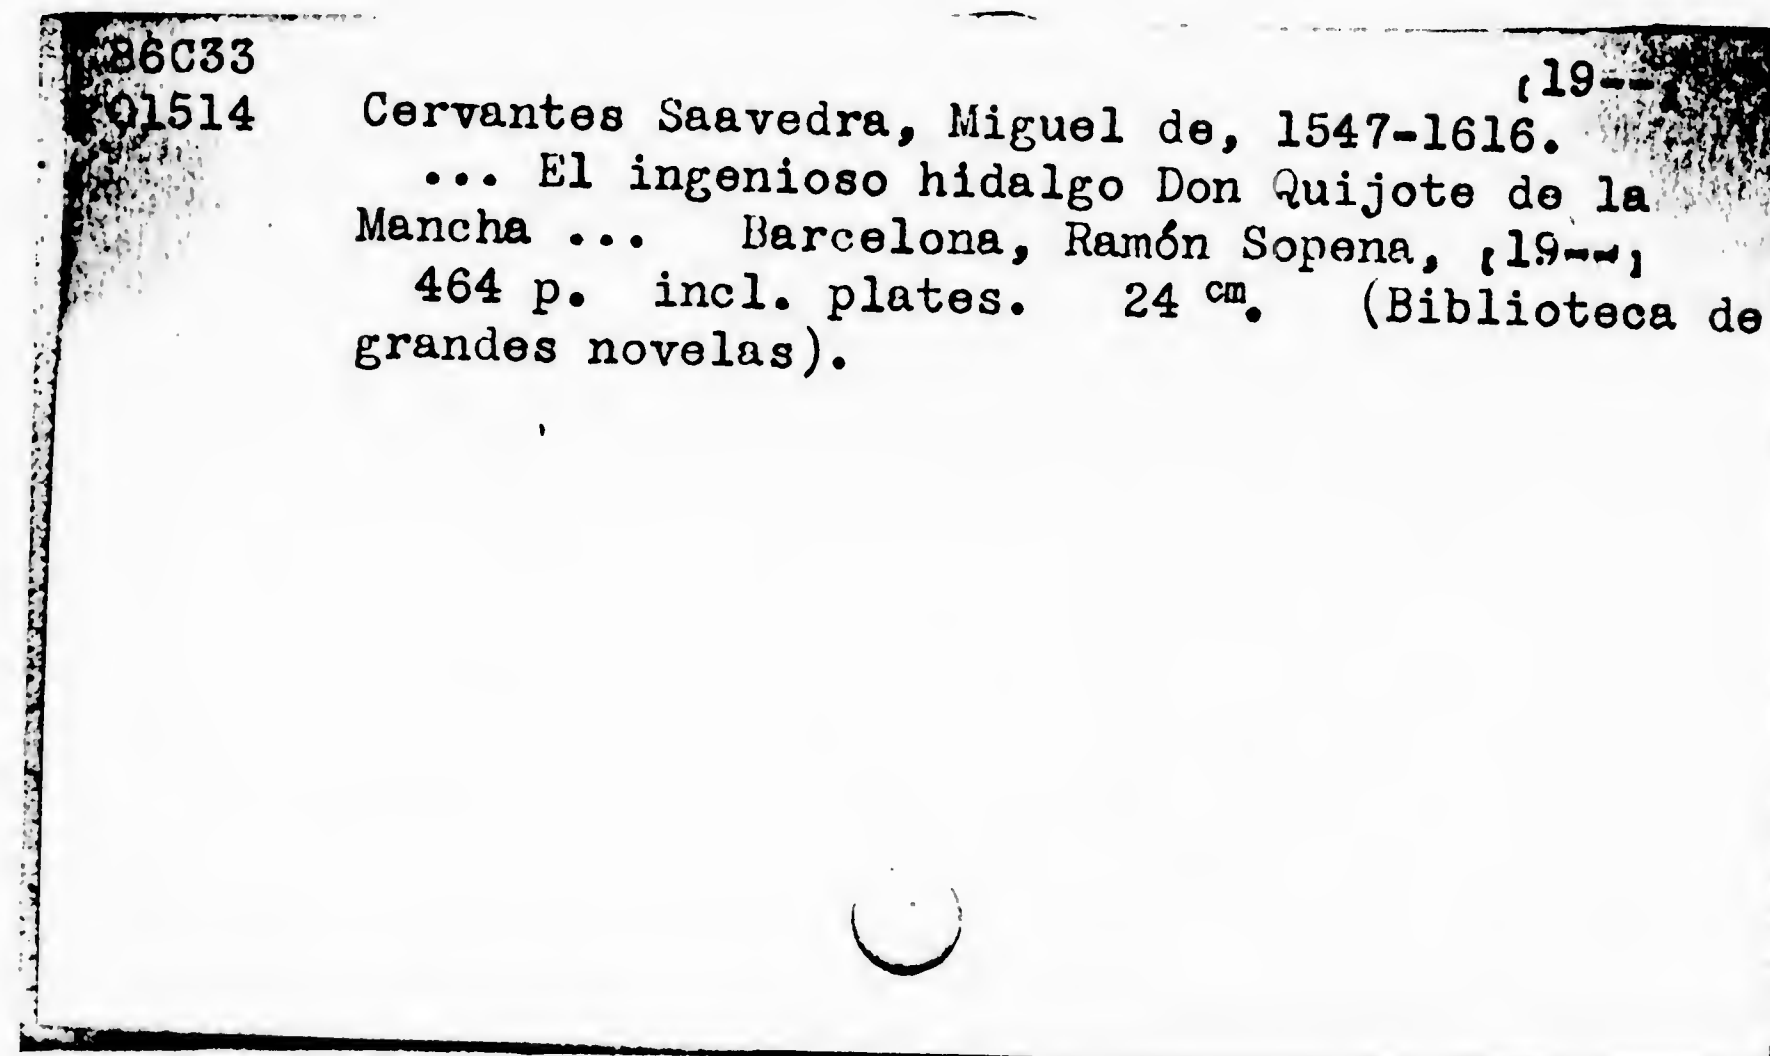 86C33
[19--]
O1514 Cervantes Saavedra, Miguel de, 1547-1616.
... El ingenioso hidalgo Don Quijote de la
Mancha ... Barcelona, Ramón Sopena, [19--]
464 p. incl. plates. 24 cm. (Biblioteca de
grandes novelas).